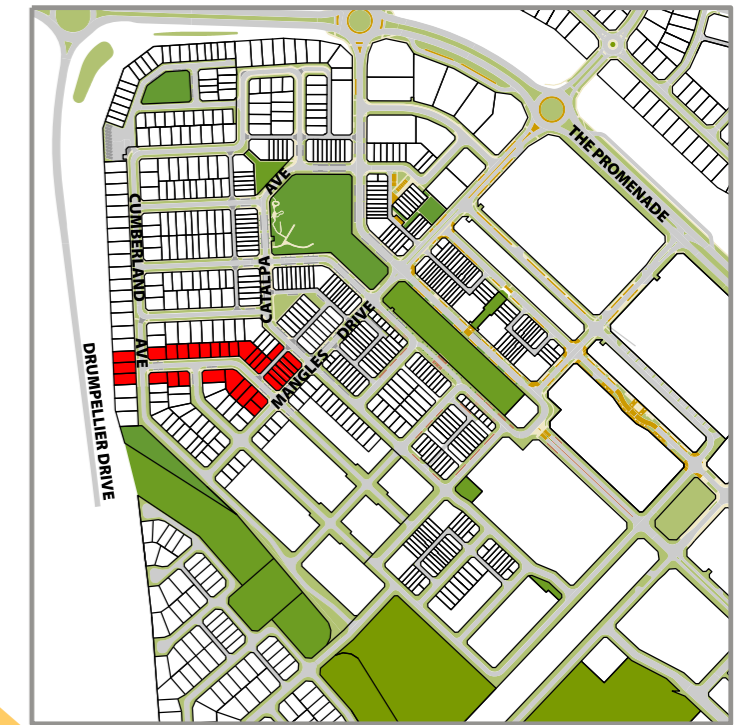 THE PROMENADE
AVE
CUMBERLAND
AVE
CATALPA
MANGLES DRIVE
DRUMPELLIER DRIVE